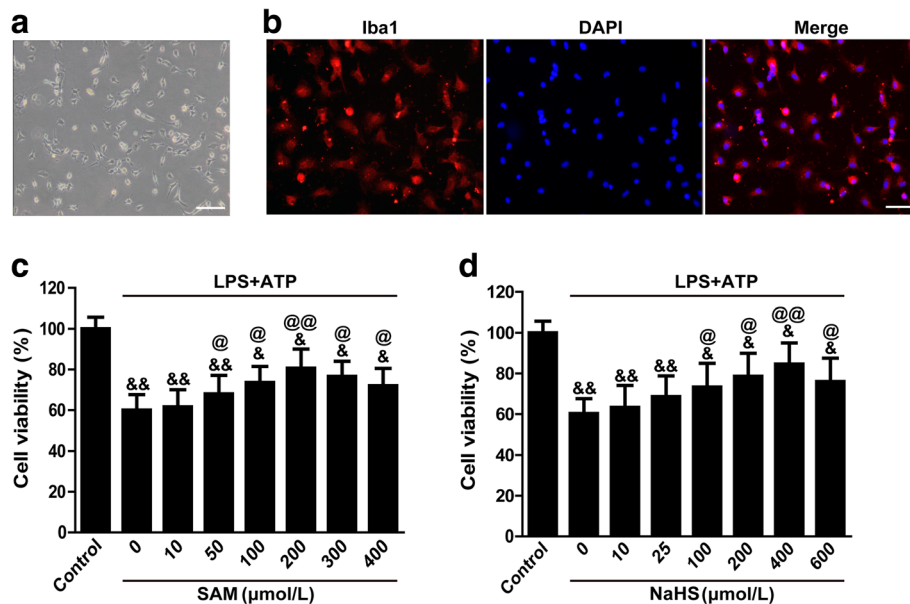 a
b
Iba1 DAPI Merge
c
LPS+ATP
Cell viability (%)
120
100
80
60
40
20
0
&& && @ && @ & @@ & @ & @ &
Control 0 10 50 100 200 300 400
SAM (μmol/L)
d
LPS+ATP
Cell viability (%)
120
100
80
60
40
20
0
&& && && @ & @ & @@ & @ &
Control 0 10 25 100 200 400 600
NaHS (μmol/L)